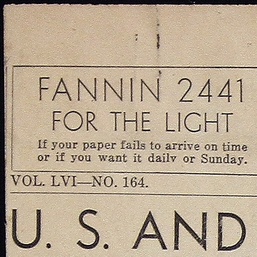 FANNIN 2441
FOR THE LIGHT
If your paper fails to arrive on time
or if you want it daily or Sunday.
VOL. LVI—NO. 164.
U. S. AND